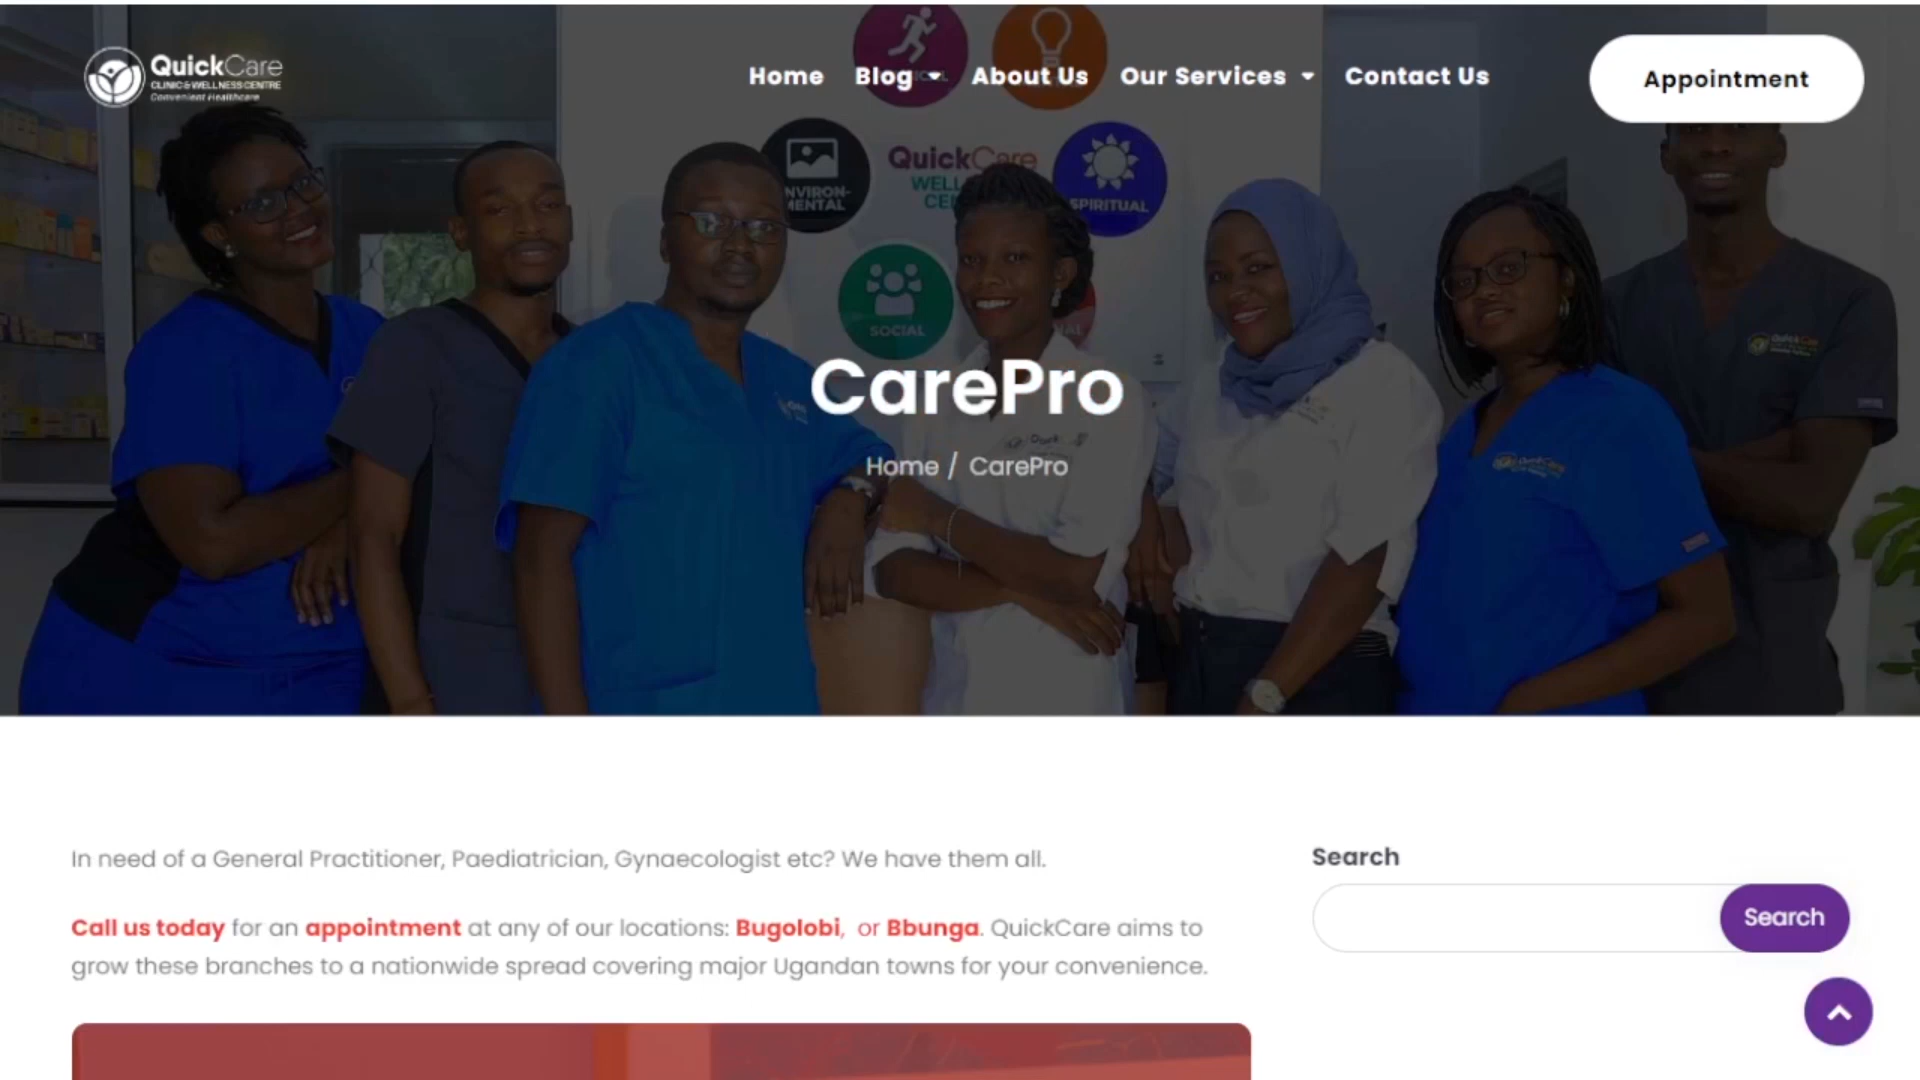 QuickCare
CLINIC & WELLNESS CENTRE
Convenient Healthcare
Home
Blog
About Us
Our Services
Contact Us
Appointment
QuickCare
SPIRITUAL
MENTAL
SOCIAL
CarePro
Home / CarePro
In need of a General Practitioner, Paediatrician, Gynaecologist etc? We have them all.
Call us today for an appointment at any of our locations: Bugolobi, or Bbunga. QuickCare aims to
grow these branches to a nationwide spread covering major Ugandan towns for your convenience.
Search
Search